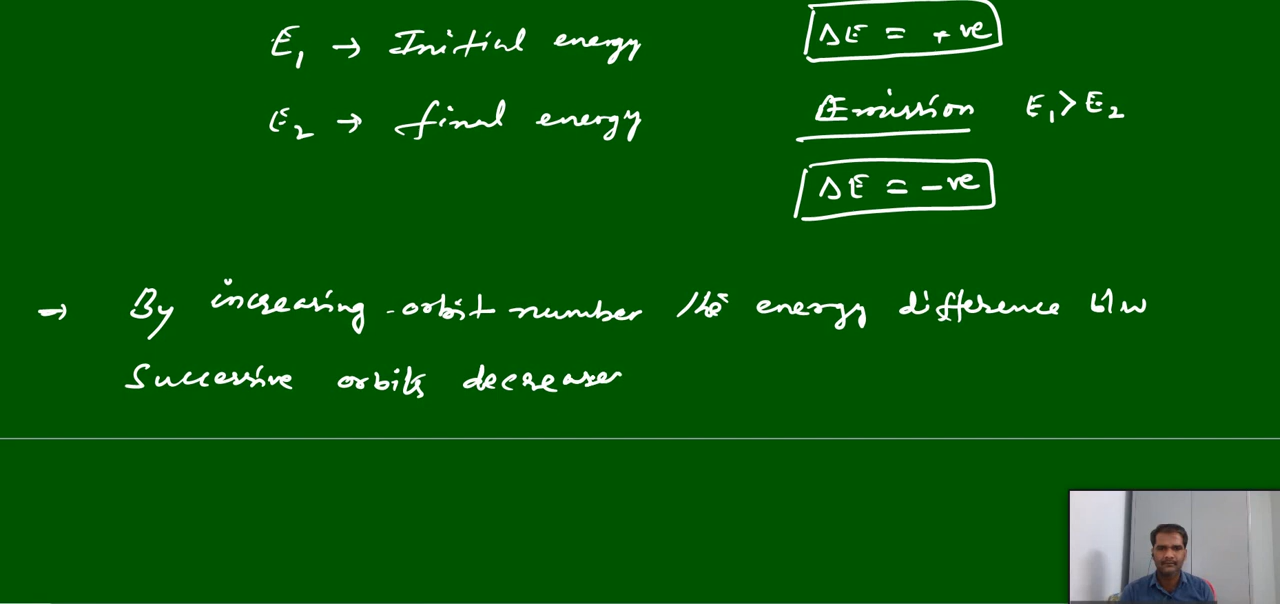 E₁ → Initial energy
ΔE = +ve
E₂ → final energy
Emission E₁ > E₂
ΔE = -ve
→ By increasing orbit number the energy difference b/w
Successive orbits decreases